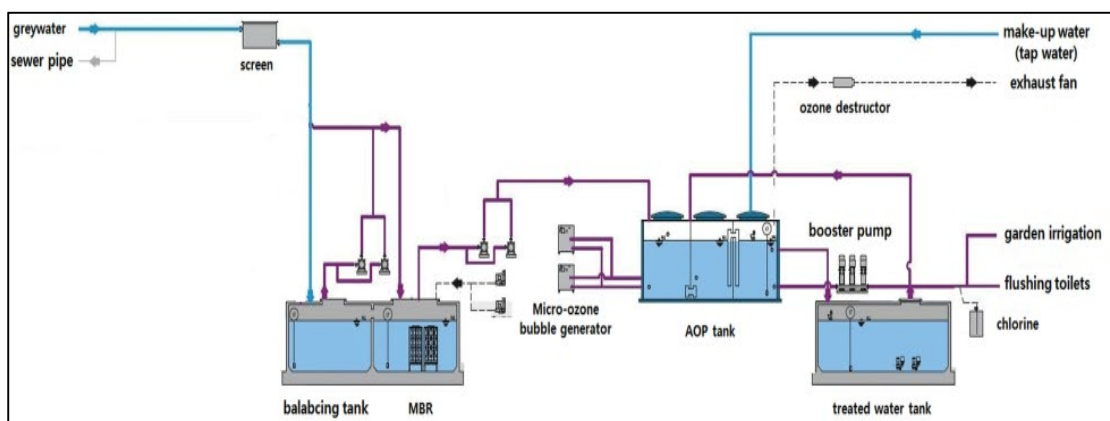 greywater
sewer pipe
screen
make-up water
(tap water)
exhaust fan
ozone destructor
booster pump
garden irrigation
flushing toilets
chlorine
Micro-ozone
bubble generator
AOP tank
balabcing tank
MBR
treated water tank